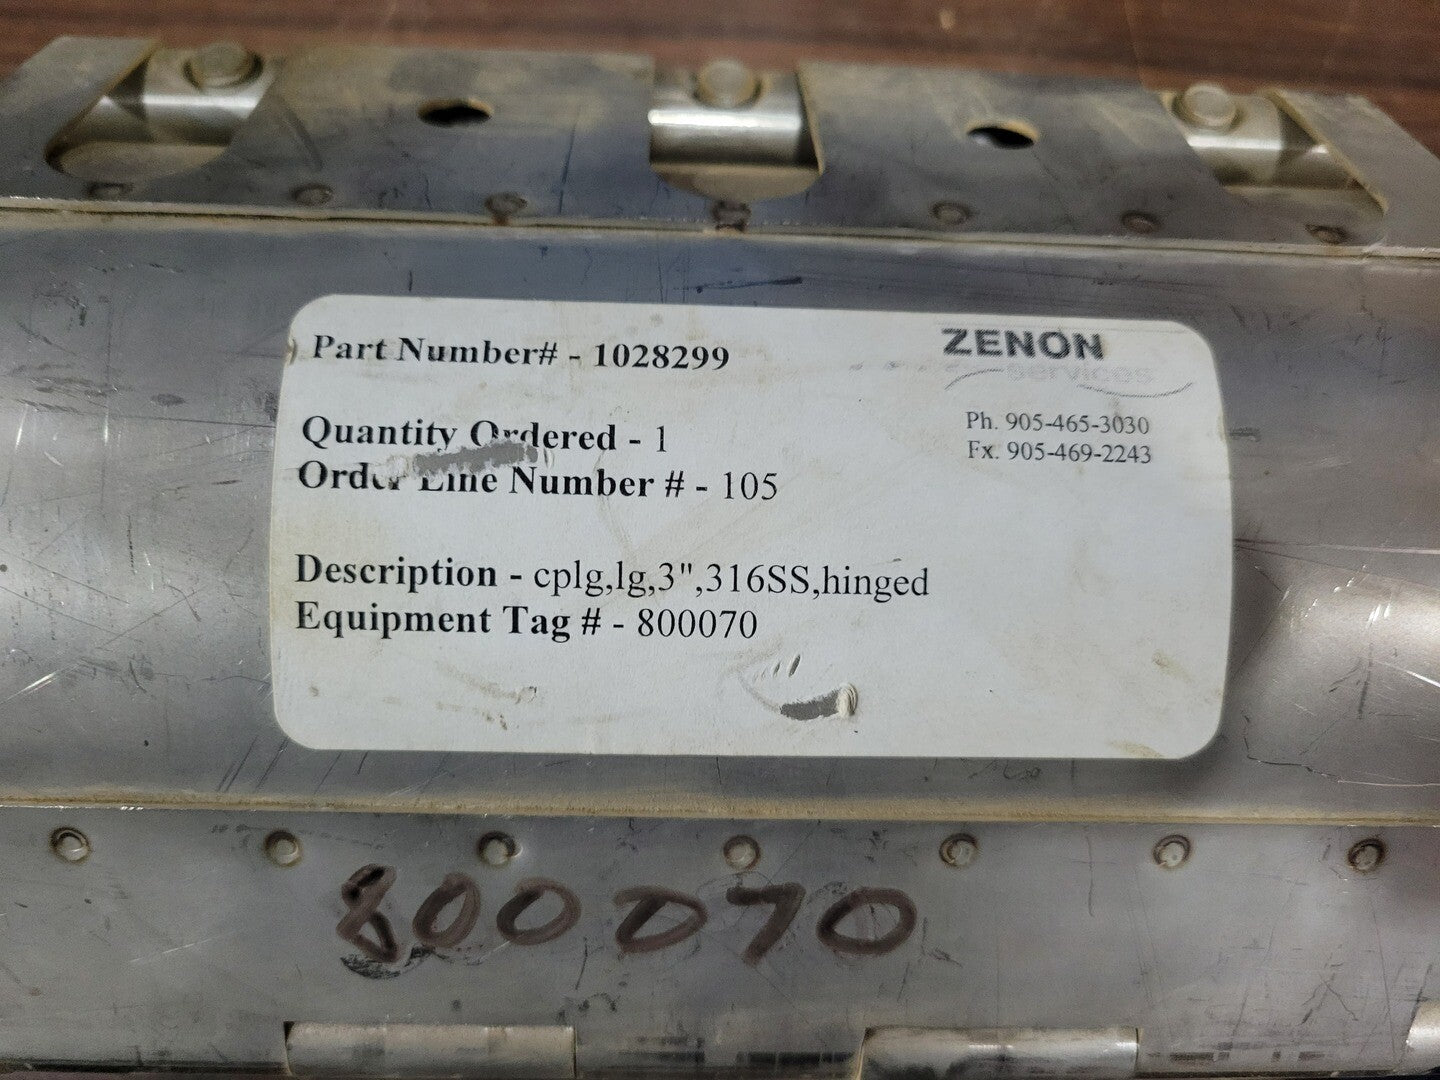 Part Number# - 1028299
ZENON
services
Ph. 905-465-3030
Fx. 905-469-2243
Quantity Ordered - 1
Order Line Number # - 105
Description - cplg,lg,3",316SS,hinged
Equipment Tag # - 800070
800070